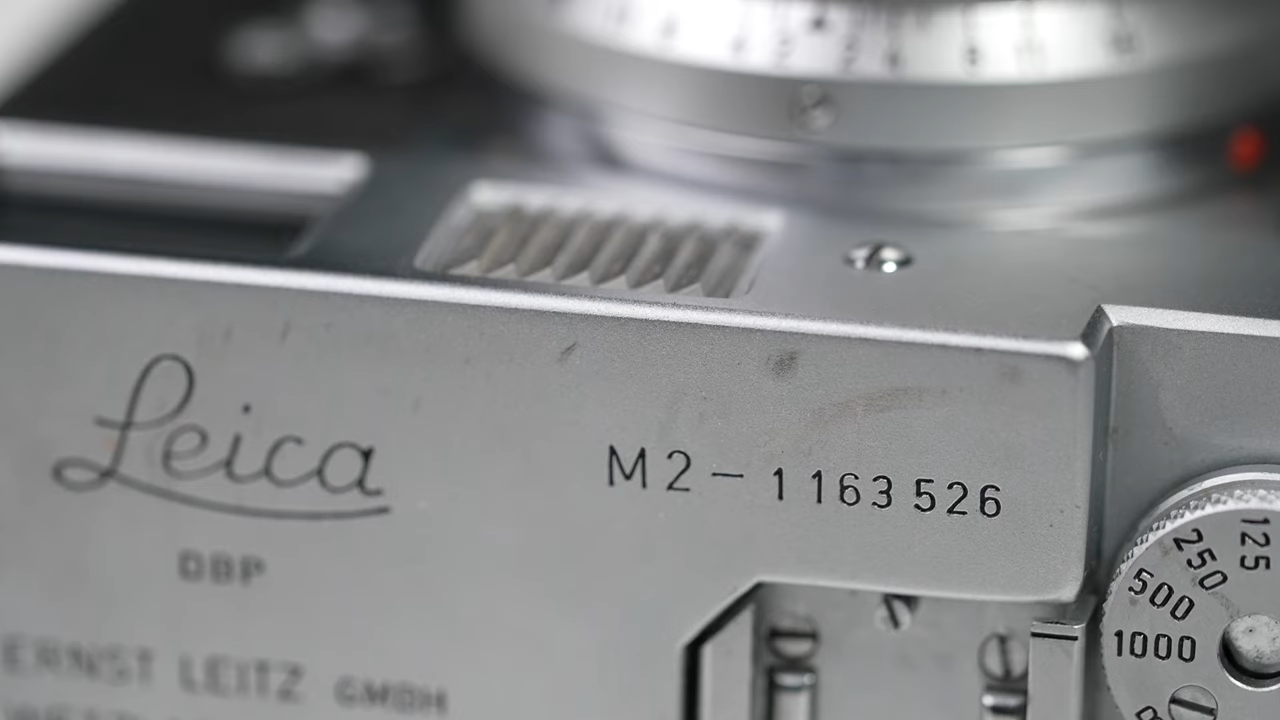 Leica
M2-1163526
DBP
ERNST LEITZ GMBH
125
250
500
1000